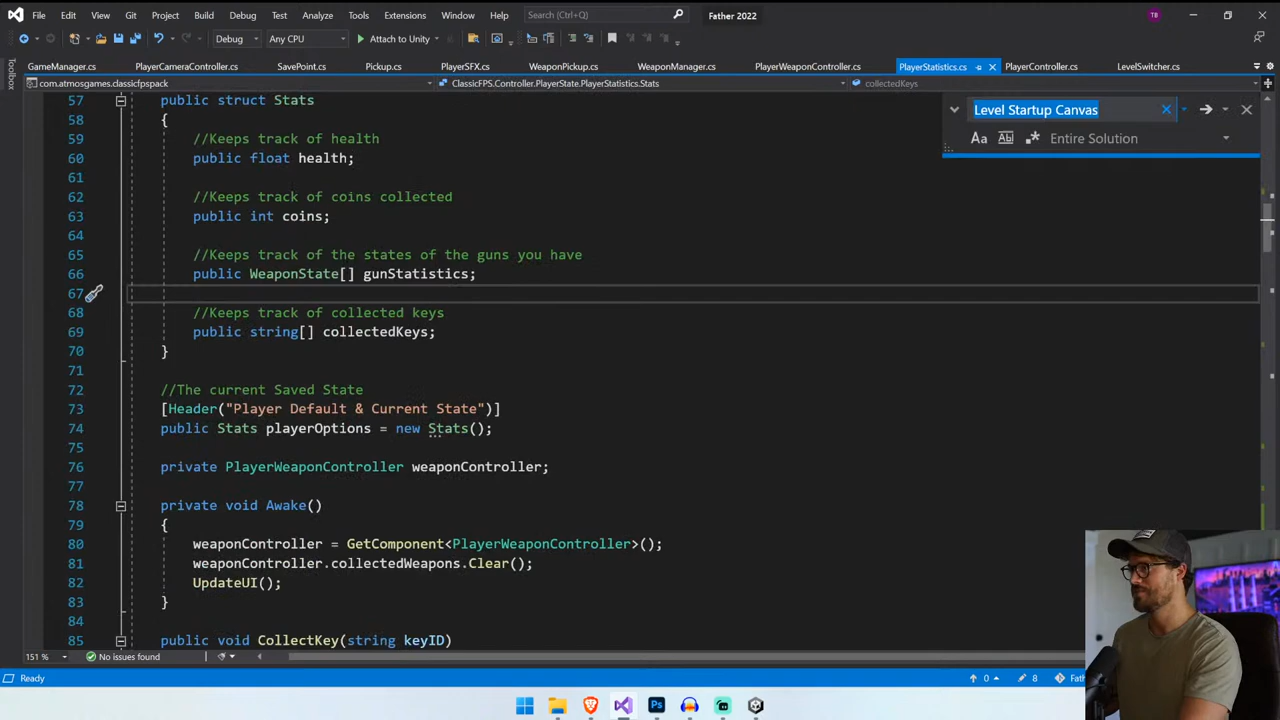 File Edit View Git Project Build Debug Test Analyze Tools Extensions Window Help Search (Ctrl+Q) Father 2022 TB
Debug Any CPU Attach to Unity
GameManager.cs PlayerCameraController.cs SavePoint.cs Pickup.cs PlayerSFX.cs WeaponPickup.cs WeaponManager.cs PlayerWeaponController.cs PlayerStatistics.cs PlayerController.cs LevelSwitcher.cs
Toolbox
com.atmosgames.classicfpspack ClassicFPS.Controller.PlayerState.PlayerStatistics.Stats collectedKeys
Level Startup Canvas
Aa Ab Entire Solution
57 public struct Stats
58 {
59 //Keeps track of health
60 public float health;
61
62 //Keeps track of coins collected
63 public int coins;
64
65 //Keeps track of the states of the guns you have
66 public WeaponState[] gunStatistics;
67
68 //Keeps track of collected keys
69 public string[] collectedKeys;
70 }
71
72 //The current Saved State
73 [Header("Player Default & Current State")]
74 public Stats playerOptions = new Stats();
75
76 private PlayerWeaponController weaponController;
77
78 private void Awake()
79 {
80 weaponController = GetComponent<PlayerWeaponController>();
81 weaponController.collectedWeapons.Clear();
82 UpdateUI();
83 }
84
85 public void CollectKey(string keyID)
151 % No issues found
Ready 0 8 Fath